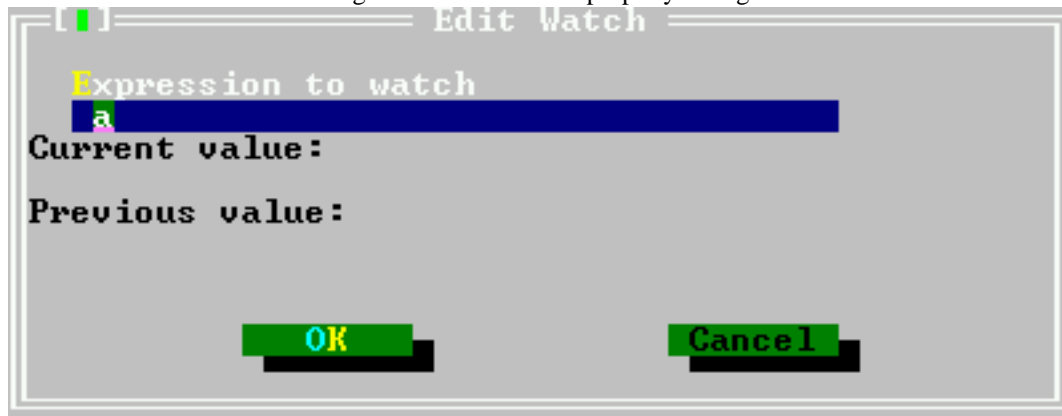 Edit Watch
Expression to watch
a
Current value:
Previous value:
OK Cancel